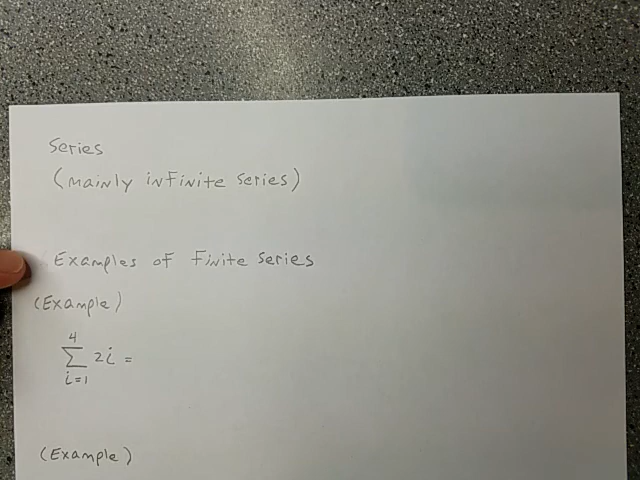 Series
(mainly infinite series)
Examples of finite series
(Example)
4
∑ 2i =
i=1
(Example)